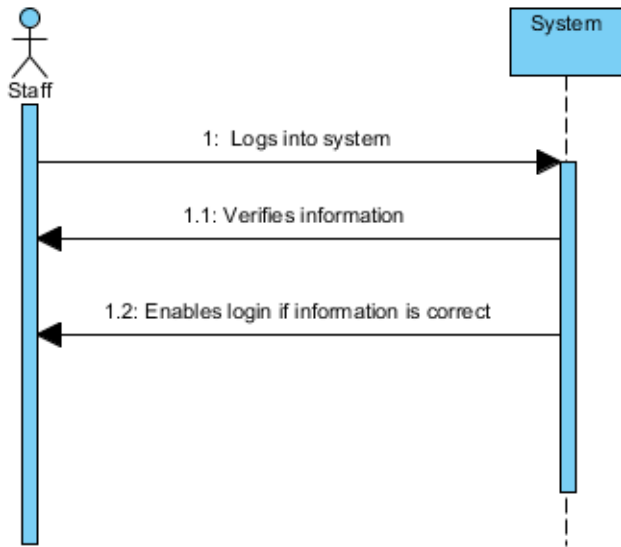 System
Staff
1: Logs into system
1.1: Verifies information
1.2: Enables login if information is correct